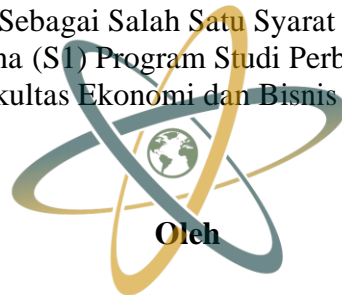 Sebagai Salah Satu Syarat
na (S1) Program Studi Perb
kultas Ekonomi dan Bisnis
Oleh